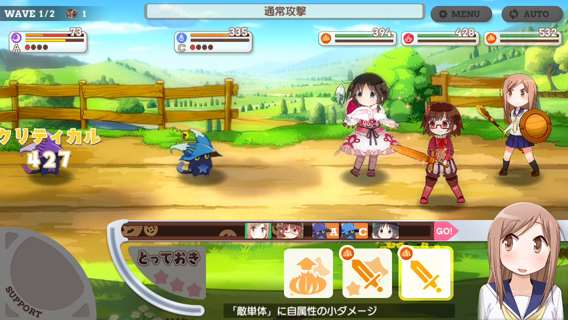 WAVE 1/2
1
通常攻撃
MENU
AUTO
73
A
335
C
394
428
532
クリティカル
427
A
C
GO!
とっておき
SUPPORT
「敵単体」に自属性の小ダメージ